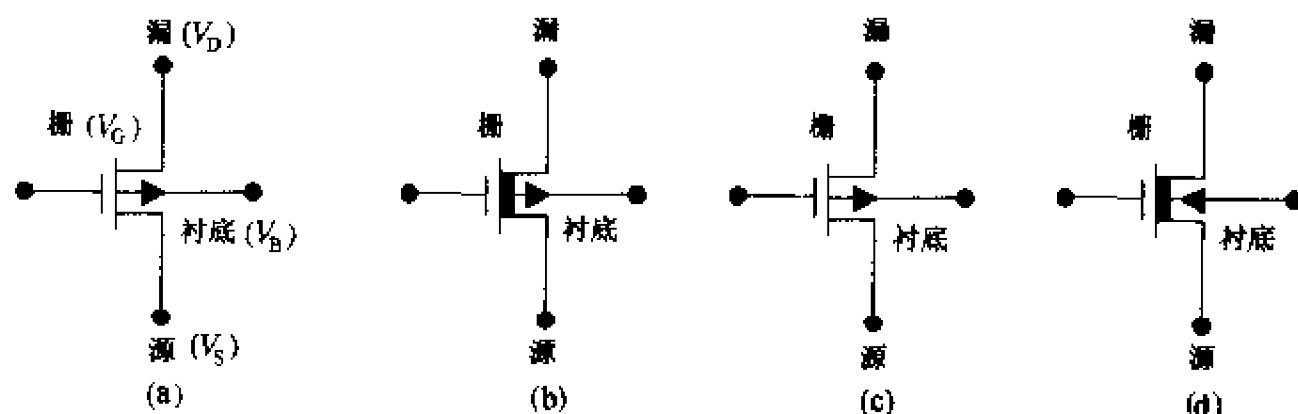 漏 (V_D)
栅 (V_G)
衬底 (V_B)
源 (V_S)
(a)
漏
栅
衬底
源
(b)
漏
栅
衬底
源
(c)
漏
栅
衬底
源
(d)